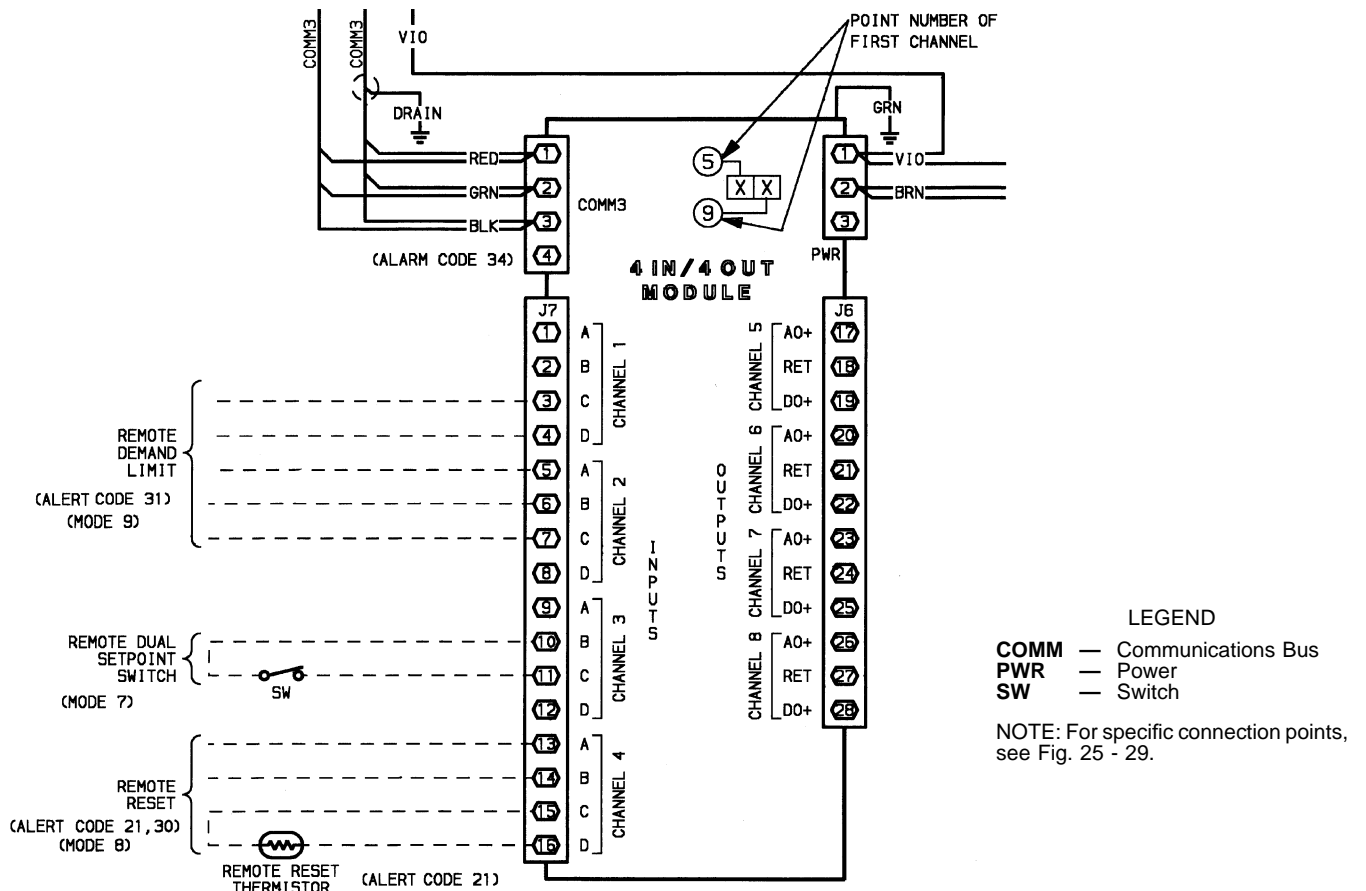 COMM3
COMM3
VIO
POINT NUMBER OF
FIRST CHANNEL
DRAIN
GRN
RED
GRN
BLK
1
2
3
4
COMM3
(ALARM CODE 34)
5
X X
9
1
2
3
VIO
BRN
PWR
4 IN/4 OUT
MODULE
J7
1 A
2 B
3 C
4 D
CHANNEL 1
5 A
6 B
7 C
8 D
CHANNEL 2
9 A
10 B
11 C
12 D
CHANNEL 3
13 A
14 B
15 C
16 D
CHANNEL 4
INPUTS
REMOTE
DEMAND
LIMIT
(ALERT CODE 31)
(MODE 9)
REMOTE DUAL
SETPOINT
SWITCH
(MODE 7)
SW
REMOTE
RESET
(ALERT CODE 21,30)
(MODE 8)
REMOTE RESET
THERMISTOR
(ALERT CODE 21)
OUTPUTS
J6
CHANNEL 5
AO+ 17
RET 18
DO+ 19
CHANNEL 6
AO+ 20
RET 21
DO+ 22
CHANNEL 7
AO+ 23
RET 24
DO+ 25
CHANNEL 8
AO+ 26
RET 27
DO+ 28
LEGEND
COMM — Communications Bus
PWR — Power
SW — Switch
NOTE: For specific connection points,
see Fig. 25 - 29.